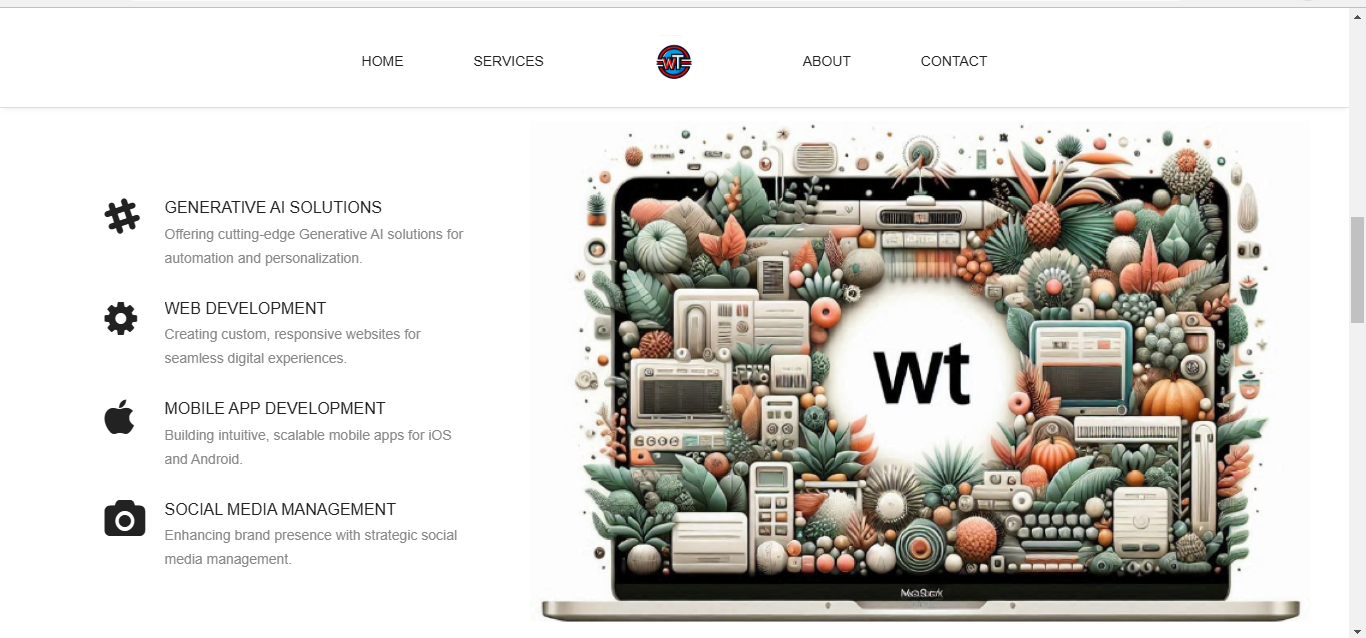 HOME
SERVICES
WT
ABOUT
CONTACT
GENERATIVE AI SOLUTIONS
Offering cutting-edge Generative AI solutions for
automation and personalization.
WEB DEVELOPMENT
Creating custom, responsive websites for
seamless digital experiences.
MOBILE APP DEVELOPMENT
Building intuitive, scalable mobile apps for iOS
and Android.
SOCIAL MEDIA MANAGEMENT
Enhancing brand presence with strategic social
media management.
wt